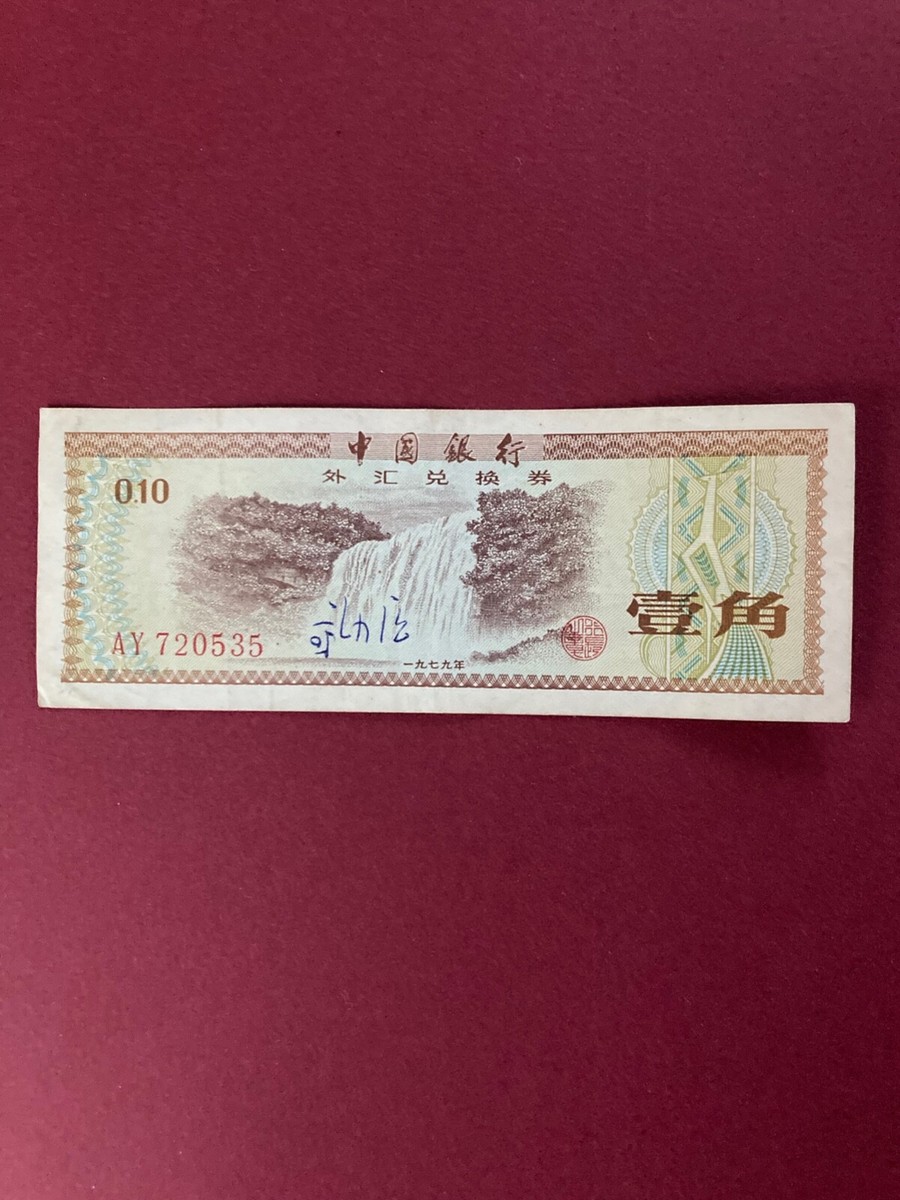 中國銀行
外汇兑换券
0.10
壹角
AY 720535
一九七九年